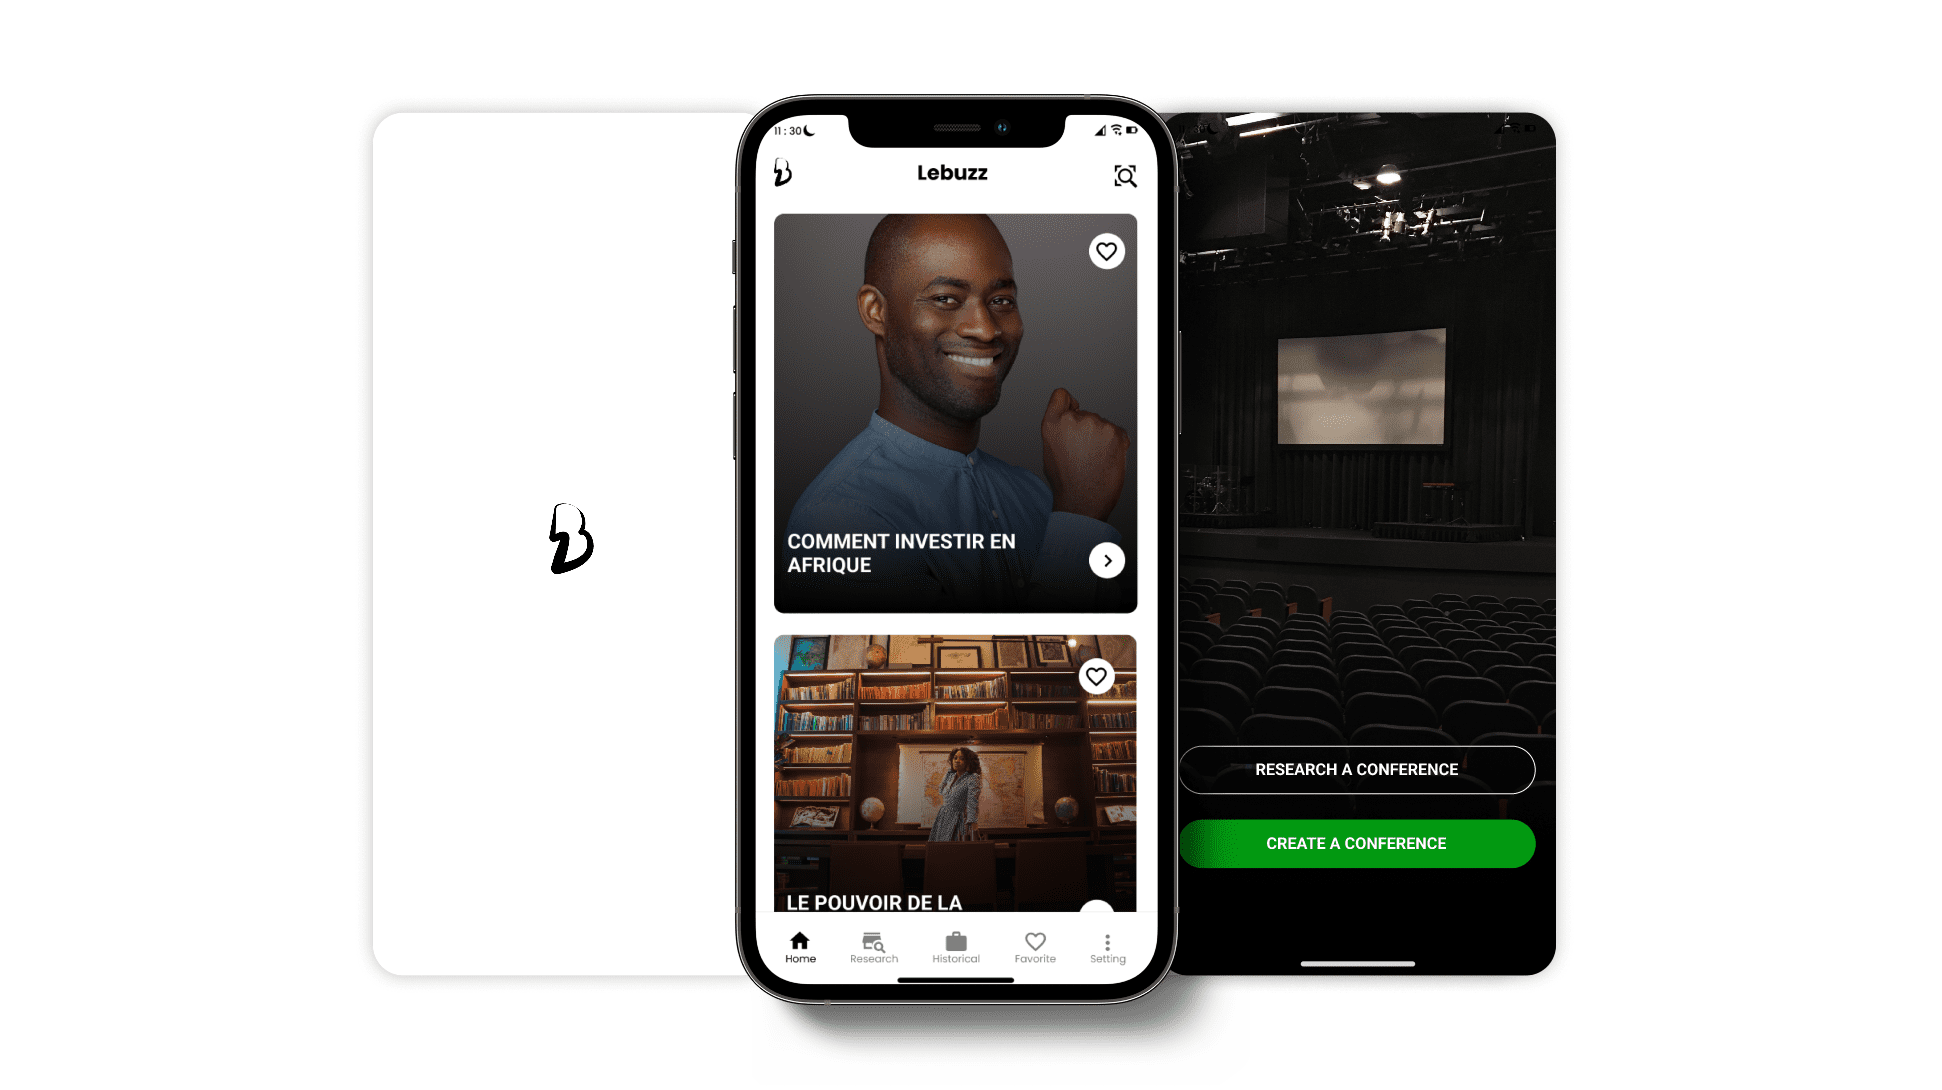 11 : 30
Lebuzz
COMMENT INVESTIR EN
AFRIQUE
LE POUVOIR DE LA
Home
Research
Historical
Favorite
Setting
RESEARCH A CONFERENCE
CREATE A CONFERENCE